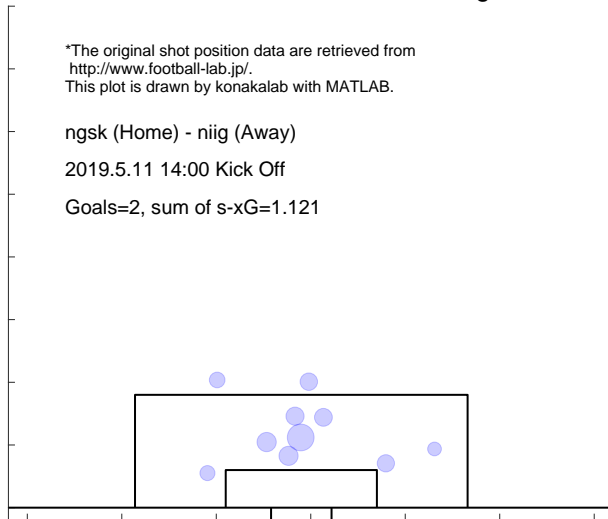 *The original shot position data are retrieved from
http://www.football-lab.jp/.
This plot is drawn by konakalab with MATLAB.
ngsk (Home) - niig (Away)
2019.5.11 14:00 Kick Off
Goals=2, sum of s-xG=1.121